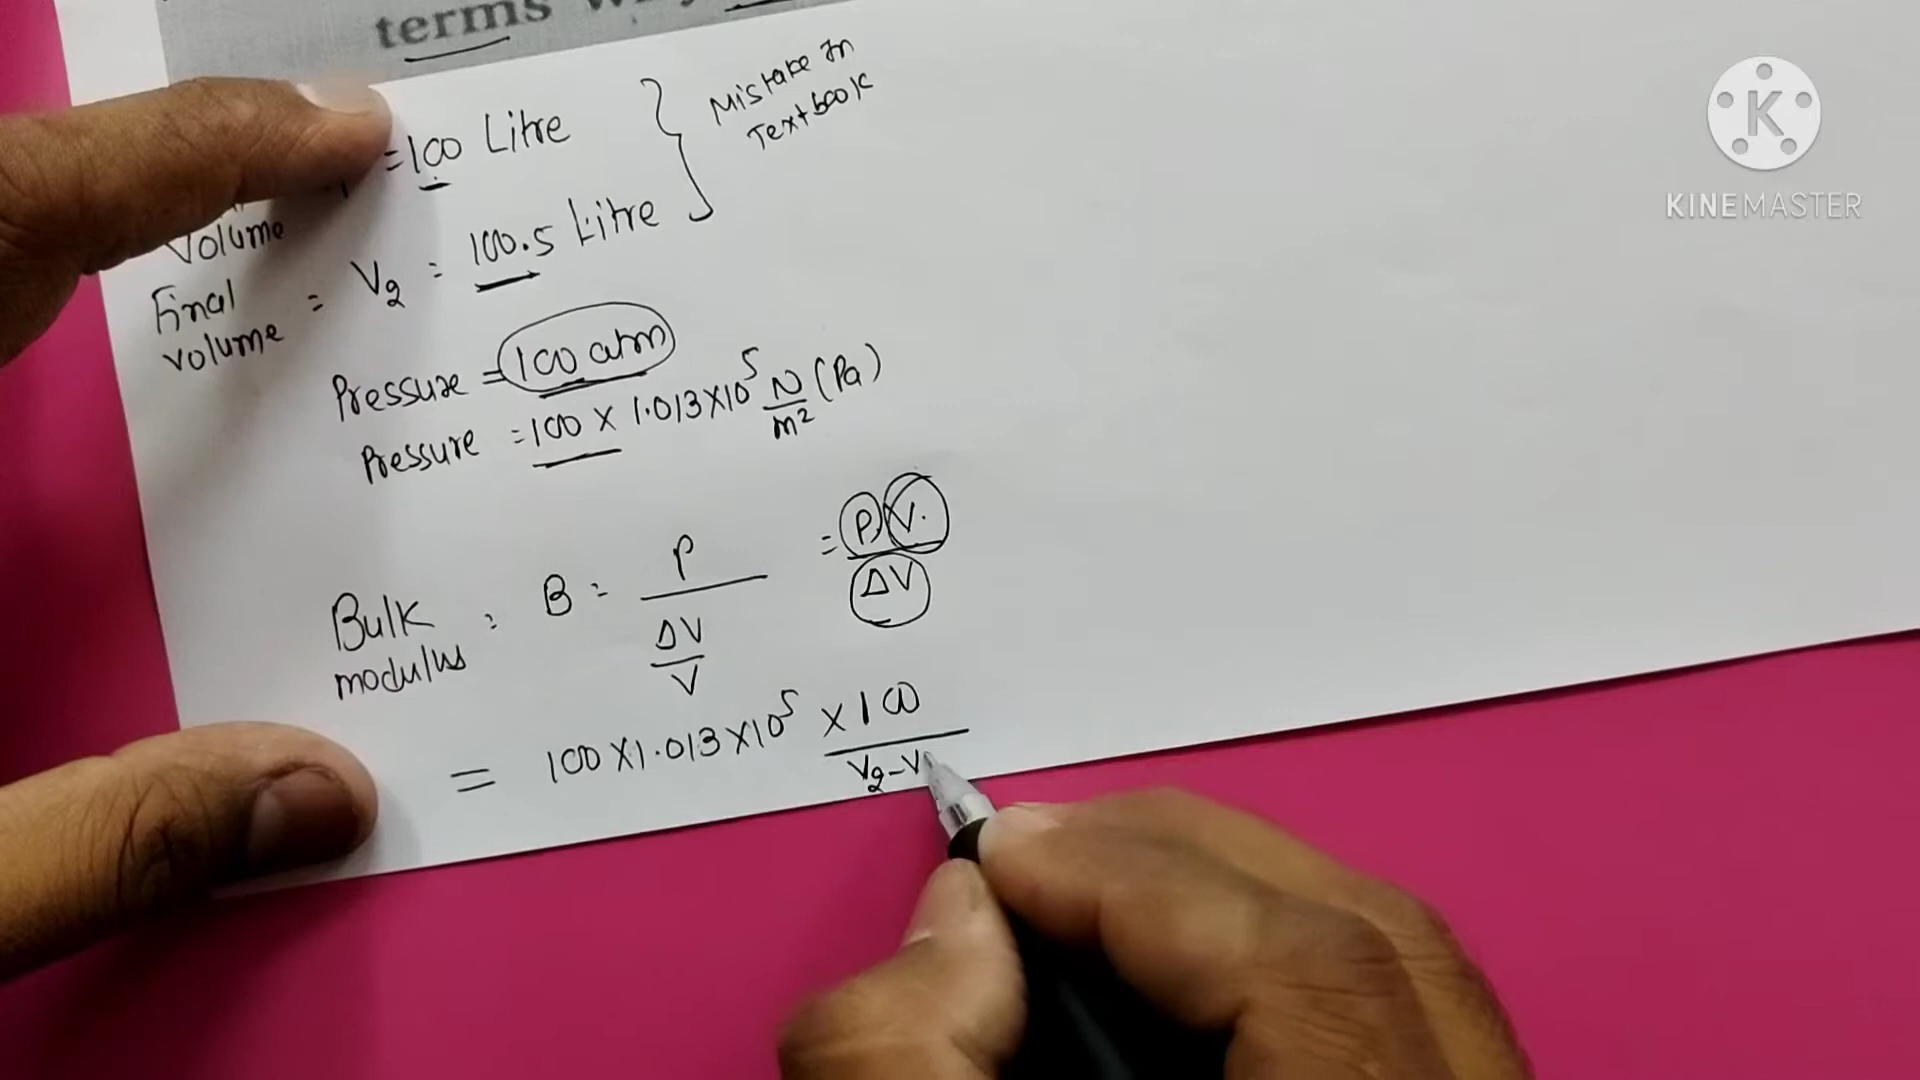 terms
= 100 Litre
Mistake In
Textbook
Volume
Final
volume = V2 = 100.5 Litre
Pressure = 100 atm
Pressure = 100 × 1.013×10^5 N/m² (Pa)
Bulk
modulus = B = P / (ΔV/V) = P V / ΔV
= 100 × 1.013 × 10^5 × 100 / V2 – V
K
KINEMASTER